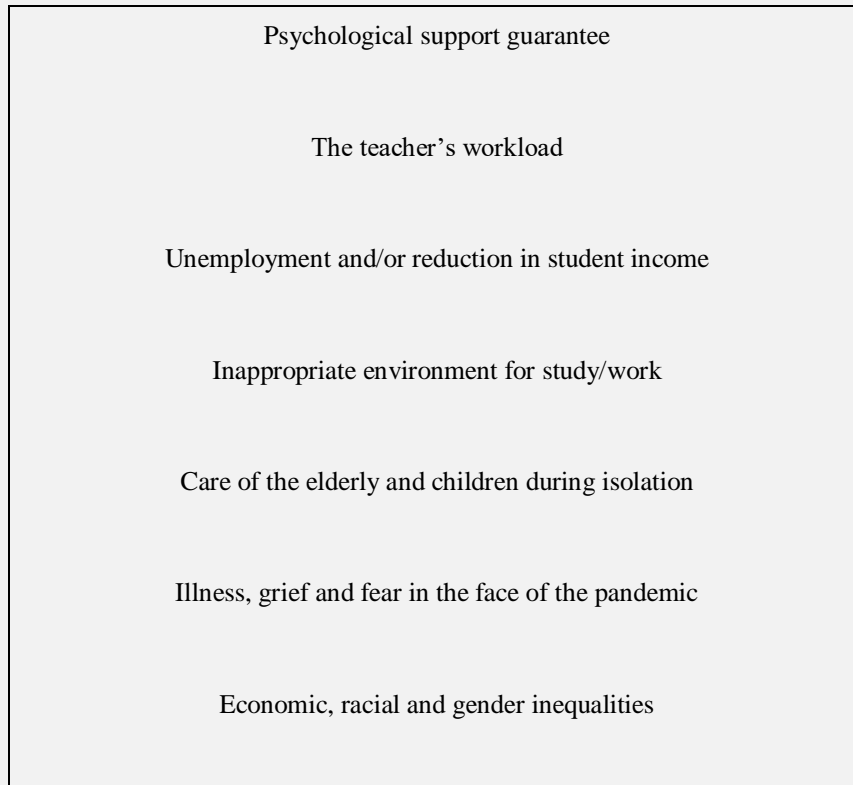 Psychological support guarantee
The teacher’s workload
Unemployment and/or reduction in student income
Inappropriate environment for study/work
Care of the elderly and children during isolation
Illness, grief and fear in the face of the pandemic
Economic, racial and gender inequalities